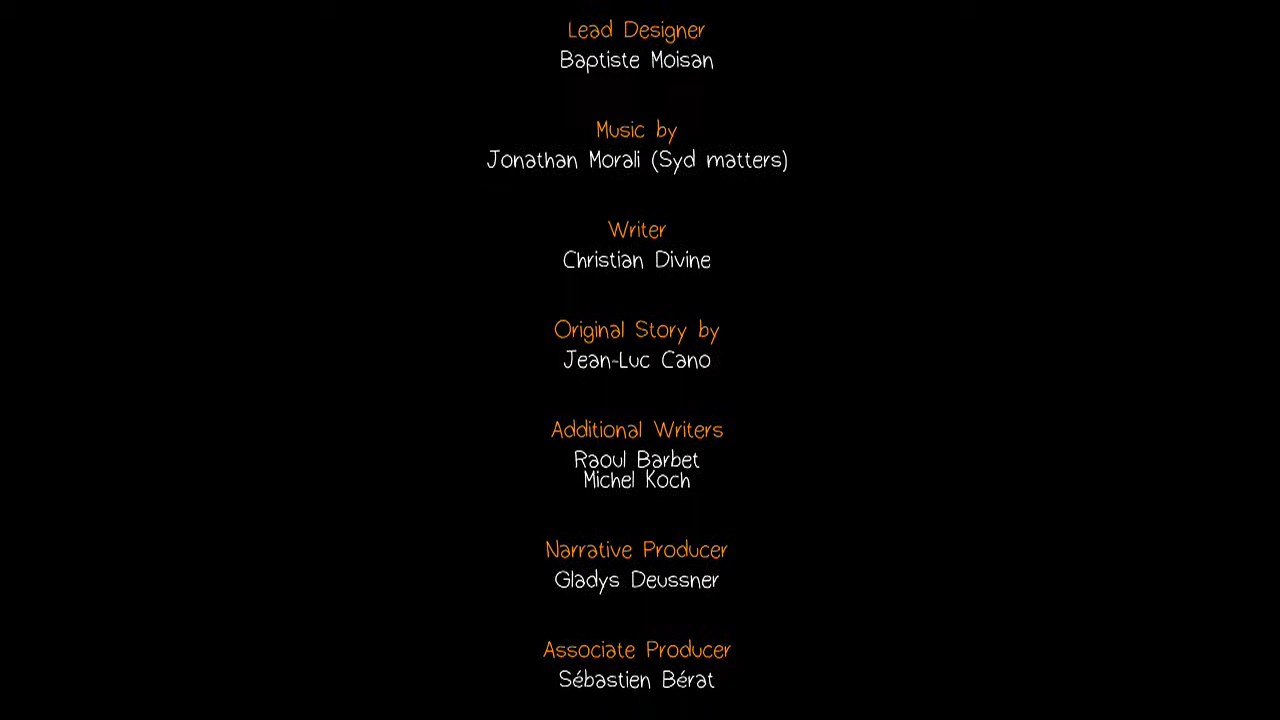 Lead Designer
Baptiste Moisan
Music by
Jonathan Morali (Syd matters)
Writer
Christian Divine
Original Story by
Jean-Luc Cano
Additional Writers
Raoul Barbet
Michel Koch
Narrative Producer
Gladys Deussner
Associate Producer
Sébastien Bérat